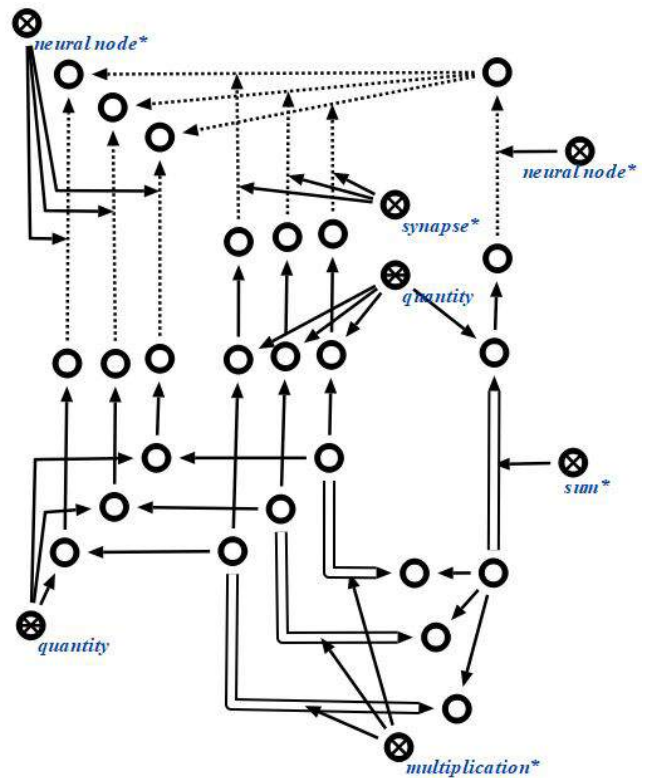 neural node*
neural node*
synapse*
quantity
sum*
quantity
multiplication*